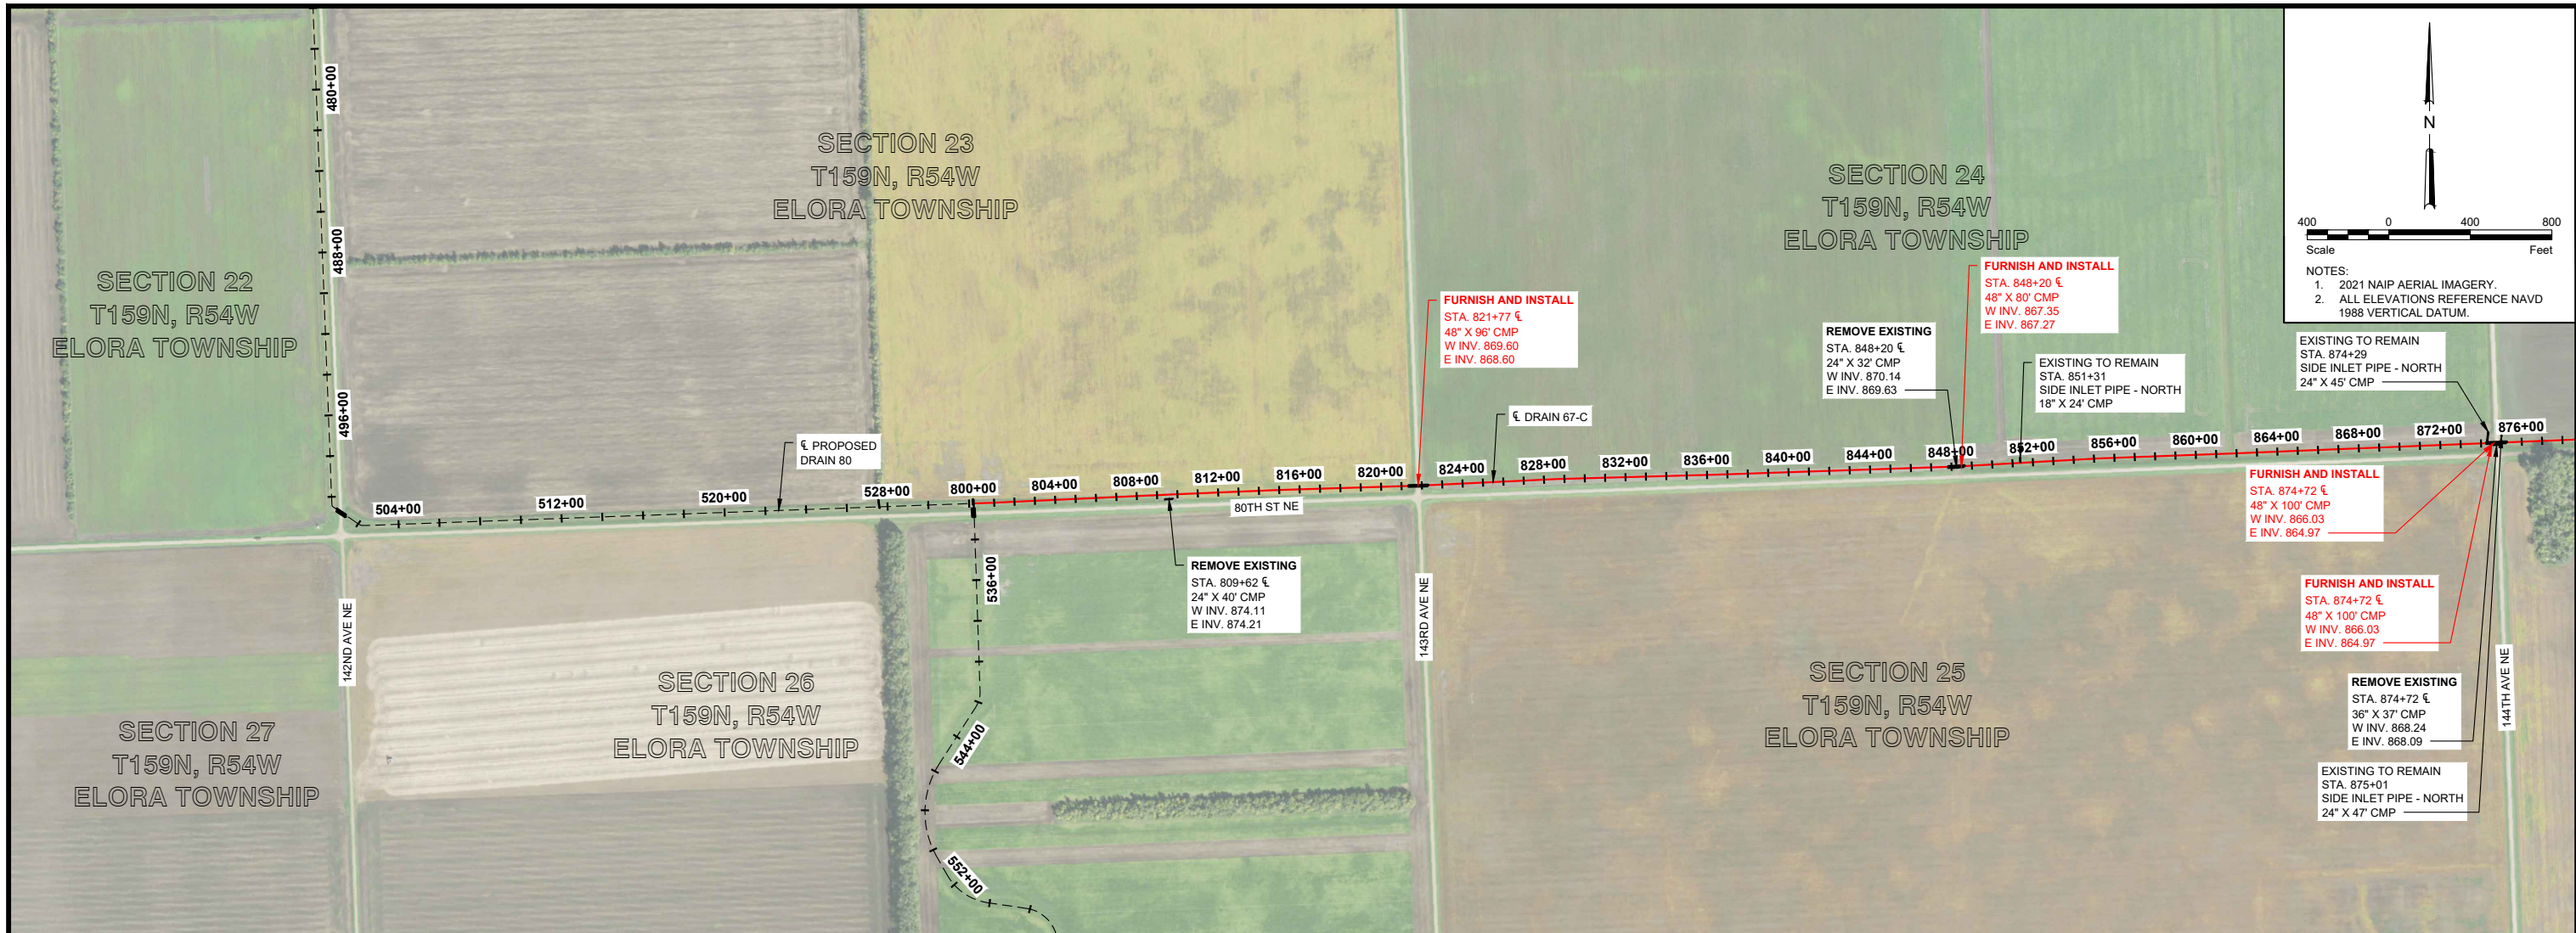 SECTION 22
T159N, R54W
ELORA TOWNSHIP
SECTION 23
T159N, R54W
ELORA TOWNSHIP
SECTION 24
T159N, R54W
ELORA TOWNSHIP
N
400 0 400 800
Scale Feet
NOTES:
1. 2021 NAIP AERIAL IMAGERY.
2. ALL ELEVATIONS REFERENCE NAVD
1988 VERTICAL DATUM.
480+00
488+00
496+00
504+00
512+00
520+00
528+00
℄ PROPOSED
DRAIN 80
800+00
804+00
808+00
812+00
816+00
820+00
824+00
828+00
832+00
836+00
840+00
844+00
848+00
852+00
856+00
860+00
864+00
868+00
872+00
876+00
FURNISH AND INSTALL
STA. 821+77 ℄
48" X 96' CMP
W INV. 869.60
E INV. 868.60
℄ DRAIN 67-C
REMOVE EXISTING
STA. 848+20 ℄
24" X 32' CMP
W INV. 870.14
E INV. 869.63
FURNISH AND INSTALL
STA. 848+20 ℄
48" X 80' CMP
W INV. 867.35
E INV. 867.27
EXISTING TO REMAIN
STA. 851+31
SIDE INLET PIPE - NORTH
18" X 24' CMP
EXISTING TO REMAIN
STA. 874+29
SIDE INLET PIPE - NORTH
24" X 45' CMP
80TH ST NE
REMOVE EXISTING
STA. 809+62 ℄
24" X 40' CMP
W INV. 874.11
E INV. 874.21
FURNISH AND INSTALL
STA. 874+72 ℄
48" X 100' CMP
W INV. 866.03
E INV. 864.97
FURNISH AND INSTALL
STA. 874+72 ℄
48" X 100' CMP
W INV. 866.03
E INV. 864.97
REMOVE EXISTING
STA. 874+72 ℄
36" X 37' CMP
W INV. 868.24
E INV. 868.09
EXISTING TO REMAIN
STA. 875+01
SIDE INLET PIPE - NORTH
24" X 47' CMP
142ND AVE NE
143RD AVE NE
144TH AVE NE
536+00
544+00
552+00
SECTION 27
T159N, R54W
ELORA TOWNSHIP
SECTION 26
T159N, R54W
ELORA TOWNSHIP
SECTION 25
T159N, R54W
ELORA TOWNSHIP